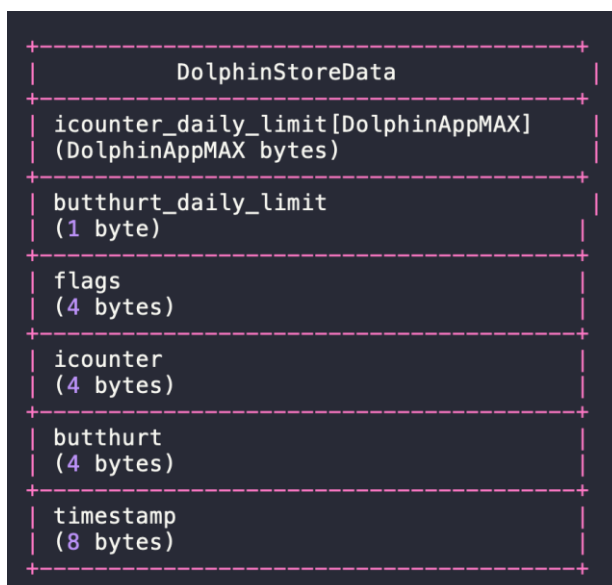 DolphinStoreData
icounter_daily_limit[DolphinAppMAX]
(DolphinAppMAX bytes)
butthurt_daily_limit
(1 byte)
flags
(4 bytes)
icounter
(4 bytes)
butthurt
(4 bytes)
timestamp
(8 bytes)